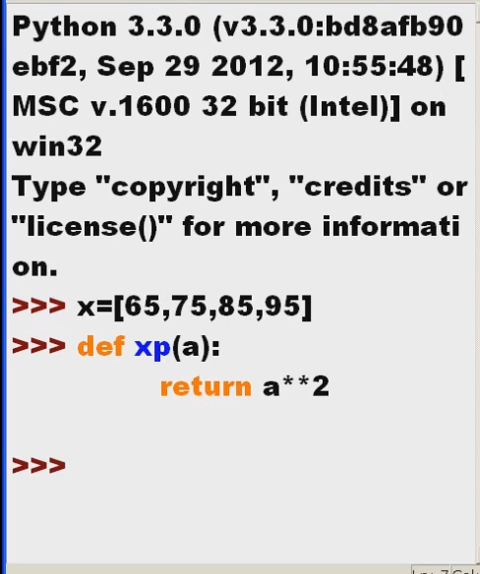 Python 3.3.0 (v3.3.0:bd8afb90
ebf2, Sep 29 2012, 10:55:48) [
MSC v.1600 32 bit (Intel)] on
win32
Type "copyright", "credits" or
"license()" for more informati
on.
>>> x=[65,75,85,95]
>>> def xp(a):
return a**2
>>>